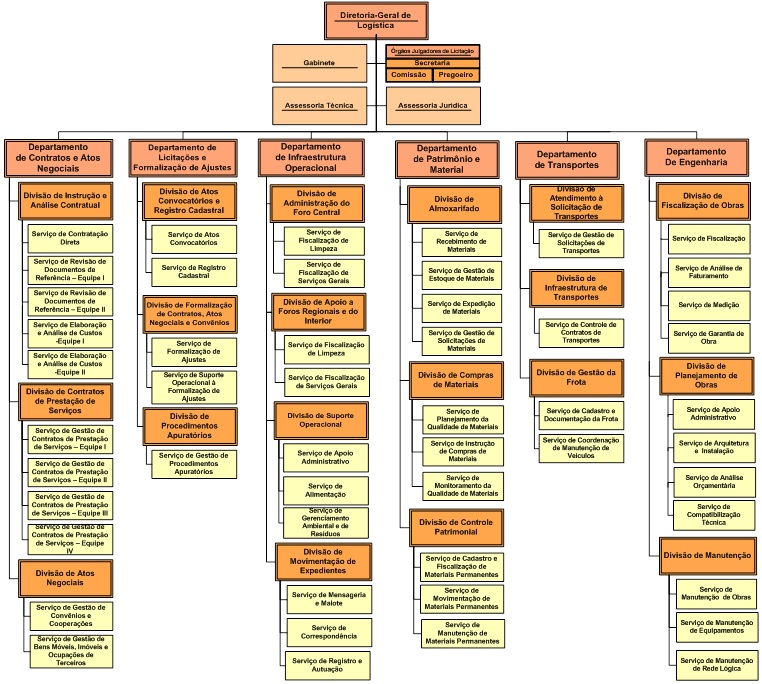 Diretoria-Geral de
Logística
Gabinete
Órgãos Julgadores de Licitação
Secretaria
Comissão
Pregoeiro
Assessoria Técnica
Assessoria Jurídica
Departamento
de Contratos e Atos
Negociais
Divisão de Instrução e
Análise Contratual
Serviço de Contratação
Direta
Serviço de Revisão de
Documentos de
Referência – Equipe I
Serviço de Revisão de
Documentos de
Referência – Equipe II
Serviço de Elaboração
e Análise de Custos
-Equipe I
Serviço de Elaboração
e Análise de Custos
-Equipe II
Divisão de Contratos
de Prestação de
Serviços
Serviço de Gestão de
Contratos de Prestação
de Serviços – Equipe I
Serviço de Gestão de
Contratos de Prestação
de Serviços – Equipe II
Serviço de Gestão de
Contratos de Prestação
de Serviços – Equipe III
Serviço de Gestão de
Contratos de Prestação
de Serviços – Equipe
IV
Divisão de Atos
Negociais
Serviço de Gestão de
Convênios e
Cooperações
Serviço de Gestão de
Bens Móveis, Imóveis e
Ocupações de
Terceiros
Departamento de
Licitações e
Formalização de Ajustes
Divisão de Atos
Convocatórios e
Registro Cadastral
Serviço de Atos
Convocatórios
Serviço de Registro
Cadastral
Divisão de Formalização
de Contratos, Atos
Negociais e Convênios
Serviço de
Formalização de
Ajustes
Serviço de Suporte
Operacional à
Formalização de
Ajustes
Divisão de
Procedimentos
Apuratórios
Serviço de Gestão de
Procedimentos
Apuratórios
Departamento
de Infraestrutura
Operacional
Divisão de
Administração do
Foro Central
Serviço de
Fiscalização de
Limpeza
Serviço de
Fiscalização de
Serviços Gerais
Divisão de Apoio a
Foros Regionais e do
Interior
Serviço de Fiscalização
de Limpeza
Serviço de Fiscalização
de Serviços Gerais
Divisão de Suporte
Operacional
Serviço de Apoio
Administrativo
Serviço de
Alimentação
Serviço de
Gerenciamento
Ambiental e de
Resíduos
Divisão de
Movimentação de
Expedientes
Serviço de Mensageria
e Malote
Serviço de
Correspondência
Serviço de Registro e
Autuação
Departamento
de Patrimônio e
Material
Divisão de
Almoxarifado
Serviço de
Recebimento de
Materiais
Serviço de Gestão de
Estoque de Materiais
Serviço de Expedição
de Materiais
Serviço de Gestão de
Solicitações de
Materiais
Divisão de Compras
de Materiais
Serviço de
Planejamento da
Qualidade de Materiais
Serviço de Instrução de
Compras de
Materiais
Serviço de
Monitoramento da
Qualidade de Materiais
Divisão de Controle
Patrimonial
Serviço de Cadastro e
Fiscalização de
Materiais Permanentes
Serviço de
Movimentação de
Materiais Permanentes
Serviço de
Manutenção de
Materiais Permanentes
Departamento
de Transportes
Divisão de
Atendimento à
Solicitação de
Transportes
Serviço de Gestão de
Solicitações de
Transportes
Divisão de
Infraestrutura de
Transportes
Serviço de Controle de
Contratos de
Transportes
Divisão de Gestão da
Frota
Serviço de Cadastro e
Documentação da Frota
Serviço de Coordenação
de Manutenção de
Veículos
Departamento
De Engenharia
Divisão de
Fiscalização de Obras
Serviço de Fiscalização
Serviço de Análise de
Faturamento
Serviço de Medição
Serviço de Garantia de
Obra
Divisão de
Planejamento de
Obras
Serviço de Apoio
Administrativo
Serviço de Arquitetura
e Instalação
Serviço de Análise
Orçamentária
Serviço de
Compatibilização
Técnica
Divisão de Manutenção
Serviço de
Manutenção de Obras
Serviço de Manutenção
de Equipamentos
Serviço de Manutenção
de Rede Lógica